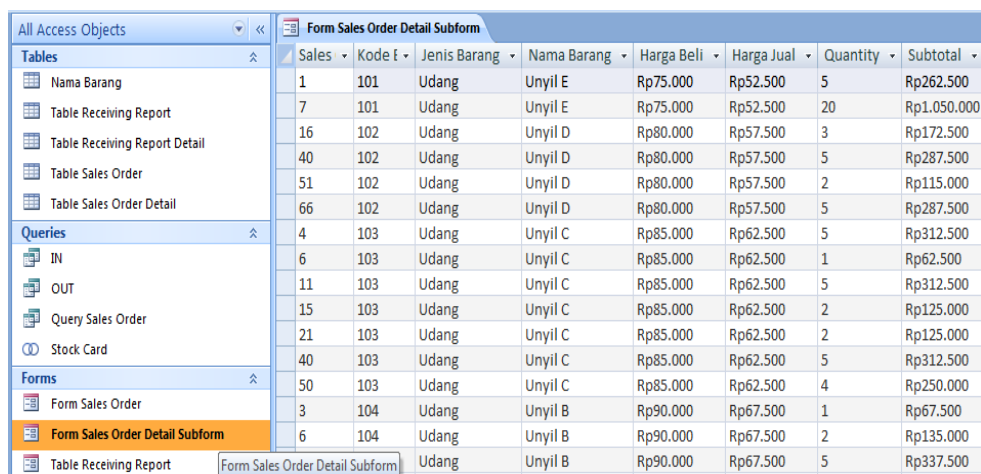 All Access Objects
Tables
Nama Barang
Table Receiving Report
Table Receiving Report Detail
Table Sales Order
Table Sales Order Detail
Queries
IN
OUT
Query Sales Order
Stock Card
Forms
Form Sales Order
Form Sales Order Detail Subform
Table Receiving Report
Form Sales Order Detail Subform
Form Sales Order Detail Subform
Sales Kode Jenis Barang Nama Barang Harga Beli Harga Jual Quantity Subtotal
1 101 Udang Unyil E Rp75.000 Rp52.500 5 Rp262.500
7 101 Udang Unyil E Rp75.000 Rp52.500 20 Rp1.050.000
16 102 Udang Unyil D Rp80.000 Rp57.500 3 Rp172.500
40 102 Udang Unyil D Rp80.000 Rp57.500 5 Rp287.500
51 102 Udang Unyil D Rp80.000 Rp57.500 2 Rp115.000
66 102 Udang Unyil D Rp80.000 Rp57.500 5 Rp287.500
4 103 Udang Unyil C Rp85.000 Rp62.500 5 Rp312.500
6 103 Udang Unyil C Rp85.000 Rp62.500 1 Rp62.500
11 103 Udang Unyil C Rp85.000 Rp62.500 5 Rp312.500
15 103 Udang Unyil C Rp85.000 Rp62.500 2 Rp125.000
21 103 Udang Unyil C Rp85.000 Rp62.500 2 Rp125.000
40 103 Udang Unyil C Rp85.000 Rp62.500 5 Rp312.500
50 103 Udang Unyil C Rp85.000 Rp62.500 4 Rp250.000
3 104 Udang Unyil B Rp90.000 Rp67.500 1 Rp67.500
6 104 Udang Unyil B Rp90.000 Rp67.500 2 Rp135.000
Udang Unyil B Rp90.000 Rp67.500 5 Rp337.500